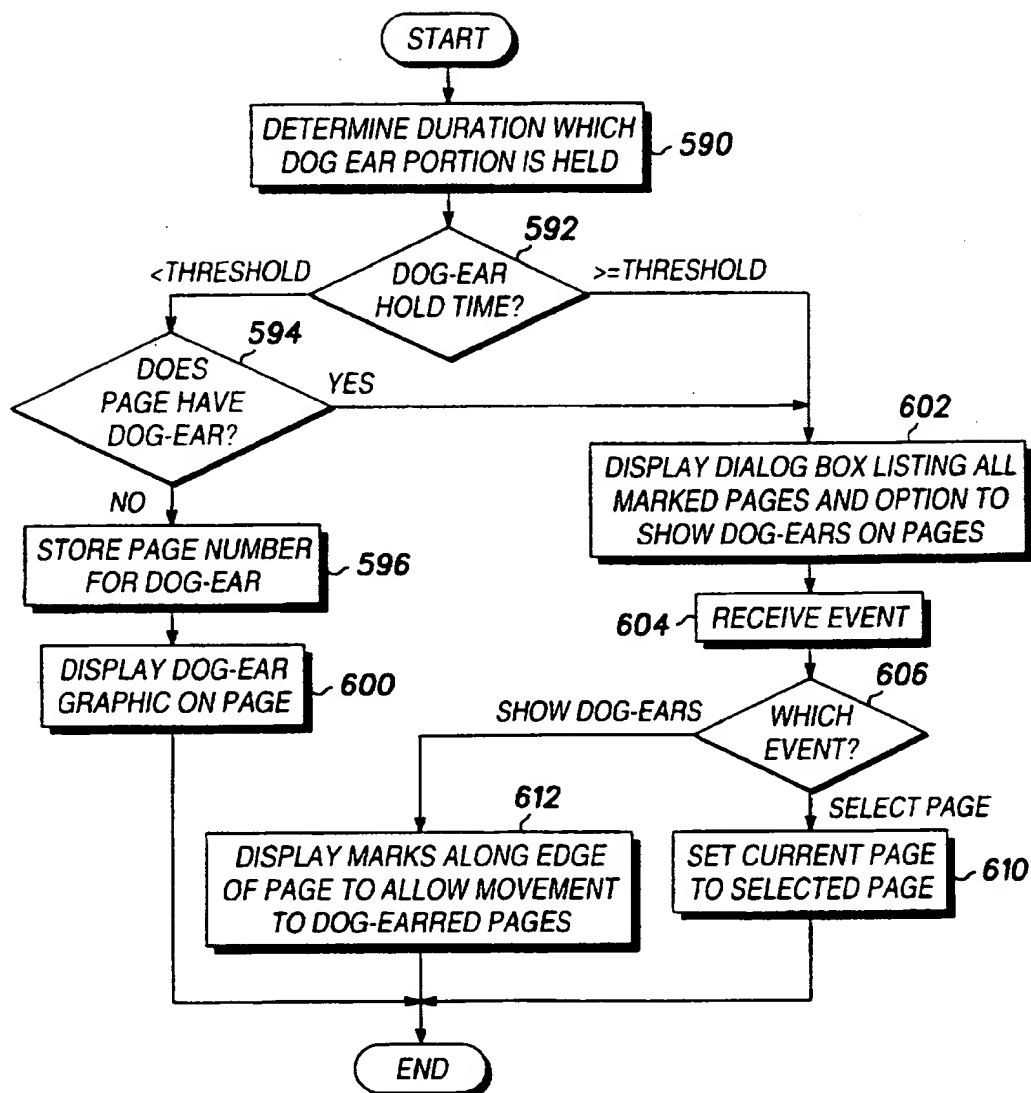 START
DETERMINE DURATION WHICH
DOG EAR PORTION IS HELD
590
592
<THRESHOLD
DOG-EAR
HOLD TIME?
>=THRESHOLD
594
DOES
PAGE HAVE
DOG-EAR?
YES
NO
602
DISPLAY DIALOG BOX LISTING ALL
MARKED PAGES AND OPTION TO
SHOW DOG-EARS ON PAGES
STORE PAGE NUMBER
FOR DOG-EAR
596
604
RECEIVE EVENT
DISPLAY DOG-EAR
GRAPHIC ON PAGE
600
606
SHOW DOG-EARS
WHICH
EVENT?
SELECT PAGE
612
DISPLAY MARKS ALONG EDGE
OF PAGE TO ALLOW MOVEMENT
TO DOG-EARRED PAGES
SET CURRENT PAGE
TO SELECTED PAGE
610
END